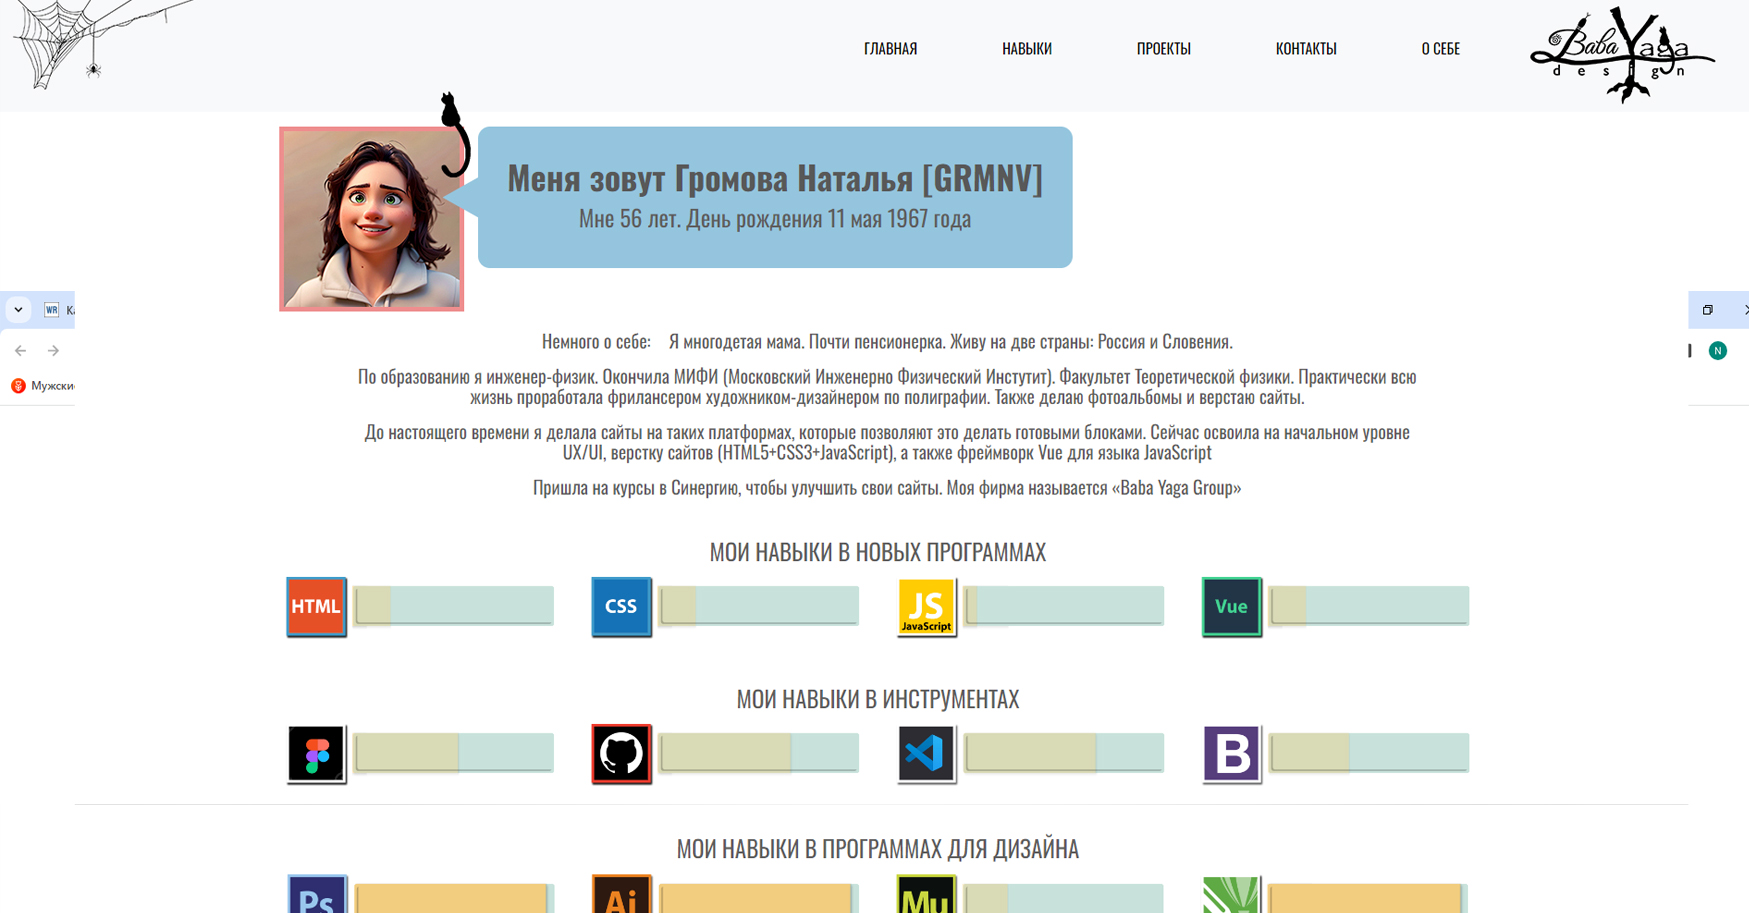 ГЛАВНАЯ НАВЫКИ ПРОЕКТЫ КОНТАКТЫ О СЕБЕ
Baba Yaga
design
Меня зовут Громова Наталья [GRMNV]
Мне 56 лет. День рождения 11 мая 1967 года
WR
N
Мужские
Немного о себе: Я многодетая мама. Почти пенсионерка. Живу на две страны: Россия и Словения.
По образованию я инженер-физик. Окончила МИФИ (Московский Инженерно Физический Инстутит). Факультет Теоретической физики. Практически всю
жизнь проработала фрилансером художником-дизайнером по полиграфии. Также делаю фотоальбомы и верстаю сайты.
До настоящего времени я делала сайты на таких платформах, которые позволяют это делать готовыми блоками. Сейчас освоила на начальном уровне
UX/UI, верстку сайтов (HTML5+CSS3+JavaScript), а также фреймворк Vue для языка JavaScript
Пришла на курсы в Синергию, чтобы улучшить свои сайты. Моя фирма называется «Baba Yaga Group»
МОИ НАВЫКИ В НОВЫХ ПРОГРАММАХ
HTML CSS JS Vue
JavaScript
МОИ НАВЫКИ В ИНСТРУМЕНТАХ
B
МОИ НАВЫКИ В ПРОГРАММАХ ДЛЯ ДИЗАЙНА
Ps Ai Mu